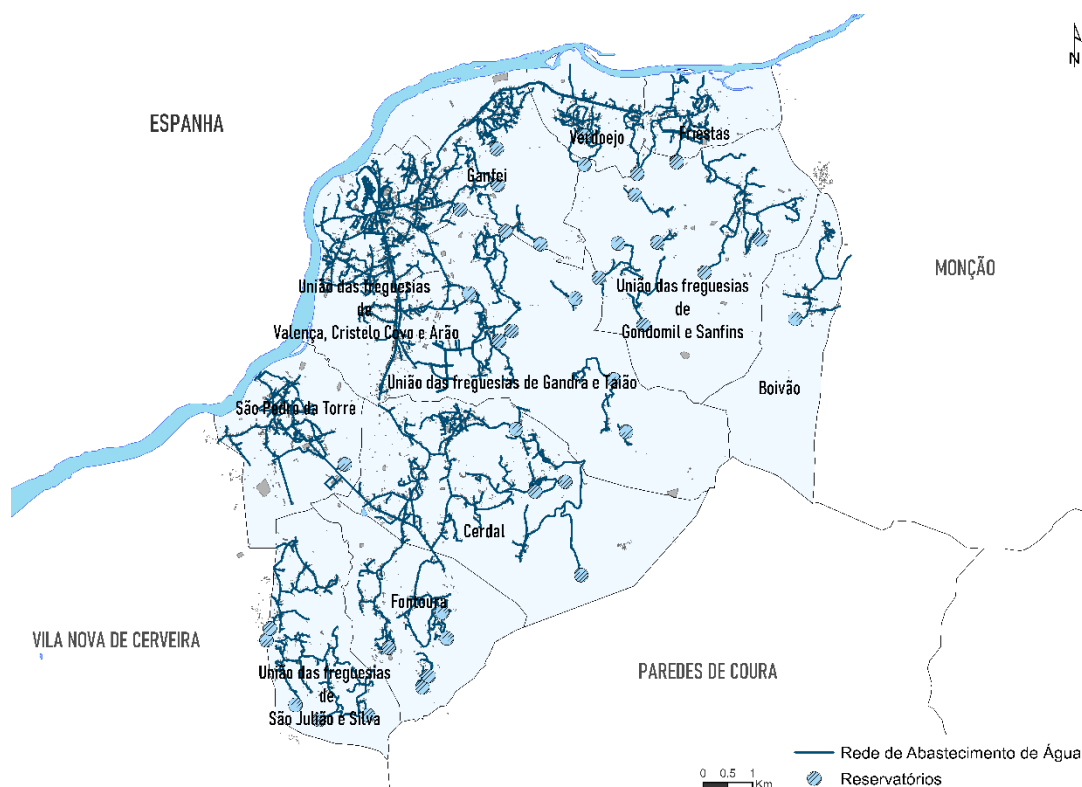 N
ESPANHA
Verdoejo
Friestas
Ganfei
MONÇÃO
União das freguesias
de
Valença, Cristelo Covo e Arão
União das freguesias
de
Gondomil e Sanfins
União das freguesias de Gandra e Taião
Boivão
São Pedro da Torre
Cerdal
Fontoura
VILA NOVA DE CERVEIRA
PAREDES DE COURA
União das freguesias
de
São Julião e Silva
Rede de Abastecimento de Água
Reservatórios
0 0.5 1
Km